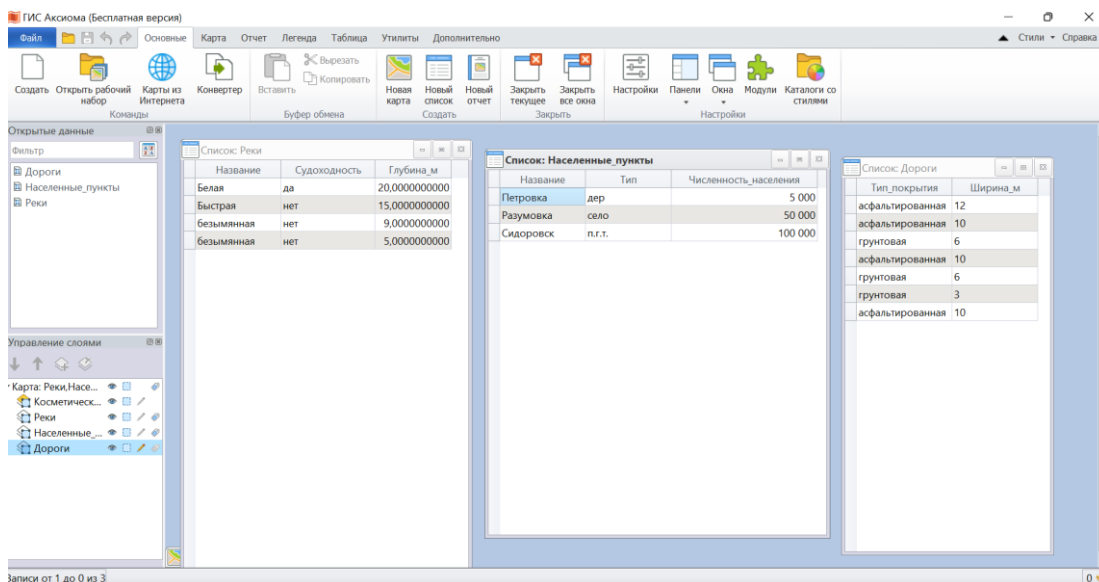 ГИС Аксиома (Бесплатная версия)
Файл Основные Карта Отчет Легенда Таблица Утилиты Дополнительно Стили Справка
Вырезать
Копировать
Создать Открыть рабочий набор Карты из Интернета Конвертер Вставить Новая карта Новый список Новый отчет Закрыть текущее Закрыть все окна Настройки Панели Окна Модули Каталоги со стилями
Команды Буфер обмена Создать Закрыть Настройки
Открытые данные
Фильтр
Дороги
Населенные_пункты
Реки
Управление слоями
Карта: Реки,Насе...
Косметическ...
Реки
Населенные_...
Дороги
Список: Реки
Название Судоходность Глубина_м
Белая да 20,0000000000
Быстрая нет 15,0000000000
безымянная нет 9,0000000000
безымянная нет 5,0000000000
Список: Населенные_пункты
Название Тип Численность_населения
Петровка дер 5 000
Разумовка село 50 000
Сидоровск п.г.т. 100 000
Список: Дороги
Тип_покрытия Ширина_м
асфальтированная 12
асфальтированная 10
грунтовая 6
асфальтированная 10
грунтовая 6
грунтовая 3
асфальтированная 10
Записи от 1 до 0 из 3
0